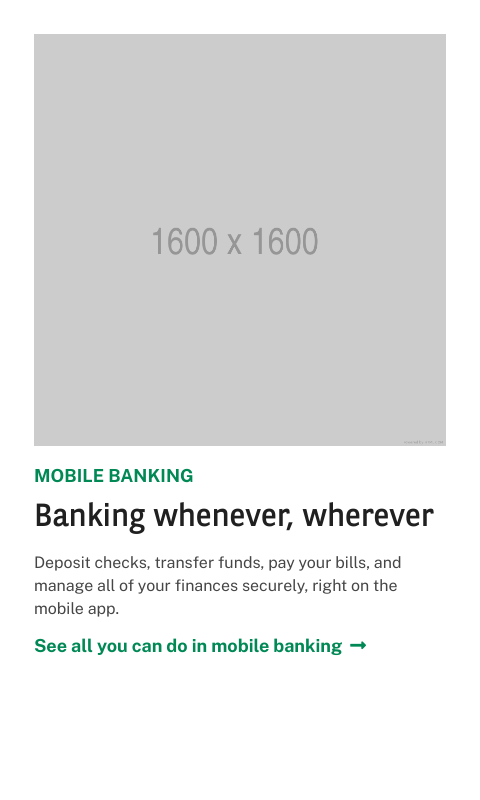 1600 x 1600
MOBILE BANKING
Banking whenever, wherever
Deposit checks, transfer funds, pay your bills, and
manage all of your finances securely, right on the
mobile app.
See all you can do in mobile banking →